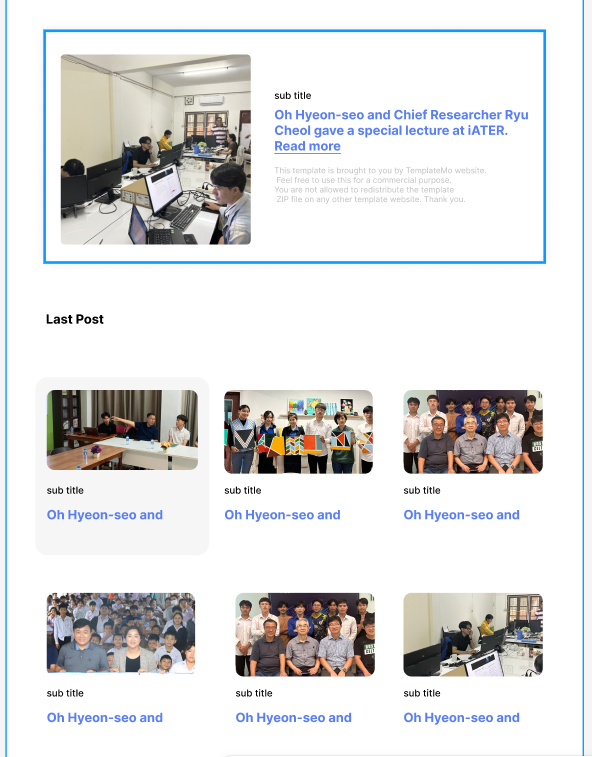 sub title
Oh Hyeon-seo and Chief Researcher Ryu
Cheol gave a special lecture at iATER.
Read more
This template is brought to you by TemplateMo website.
Feel free to use this for a commercial purpose.
You are not allowed to redistribute the template
ZIP file on any other template website. Thank you.
Last Post
sub title
Oh Hyeon-seo and
sub title
Oh Hyeon-seo and
sub title
Oh Hyeon-seo and
sub title
Oh Hyeon-seo and
sub title
Oh Hyeon-seo and
sub title
Oh Hyeon-seo and